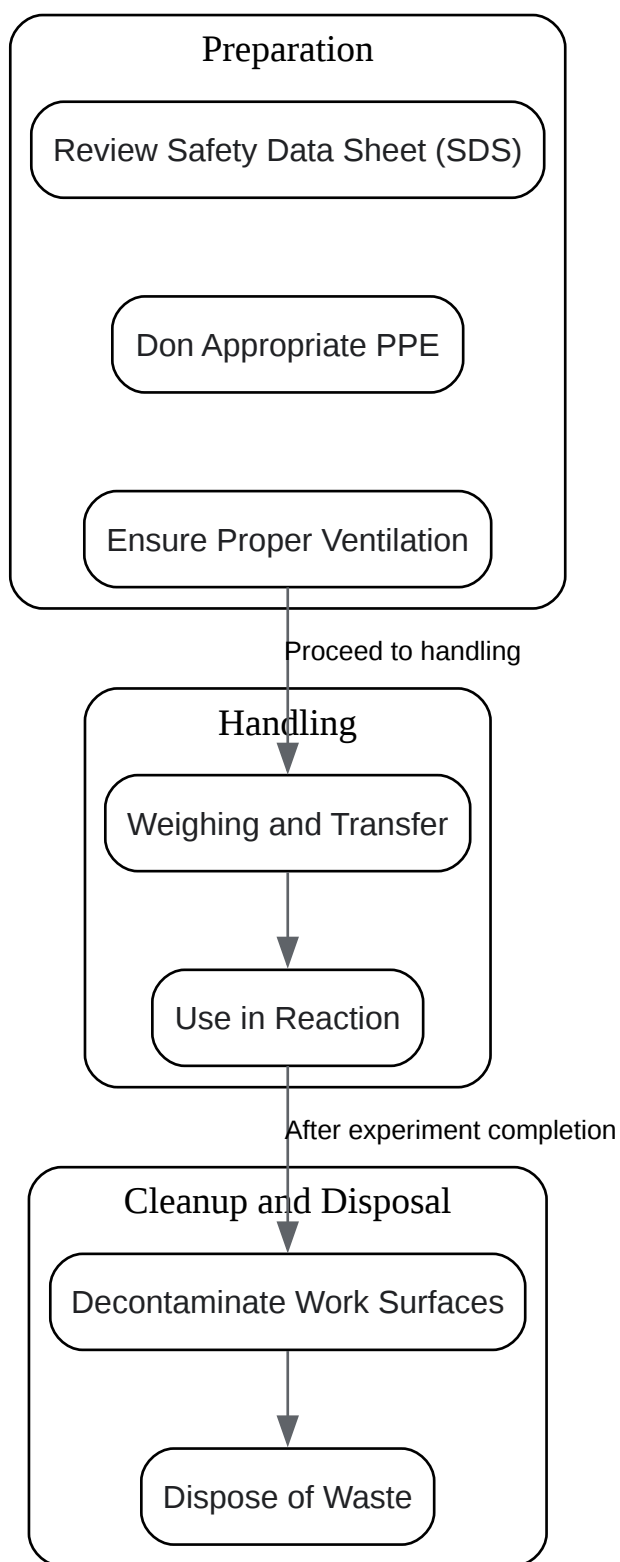 Preparation
Review Safety Data Sheet (SDS)
Don Appropriate PPE
Ensure Proper Ventilation
Proceed to handling
Handling
Weighing and Transfer
Use in Reaction
After experiment completion
Cleanup and Disposal
Decontaminate Work Surfaces
Dispose of Waste